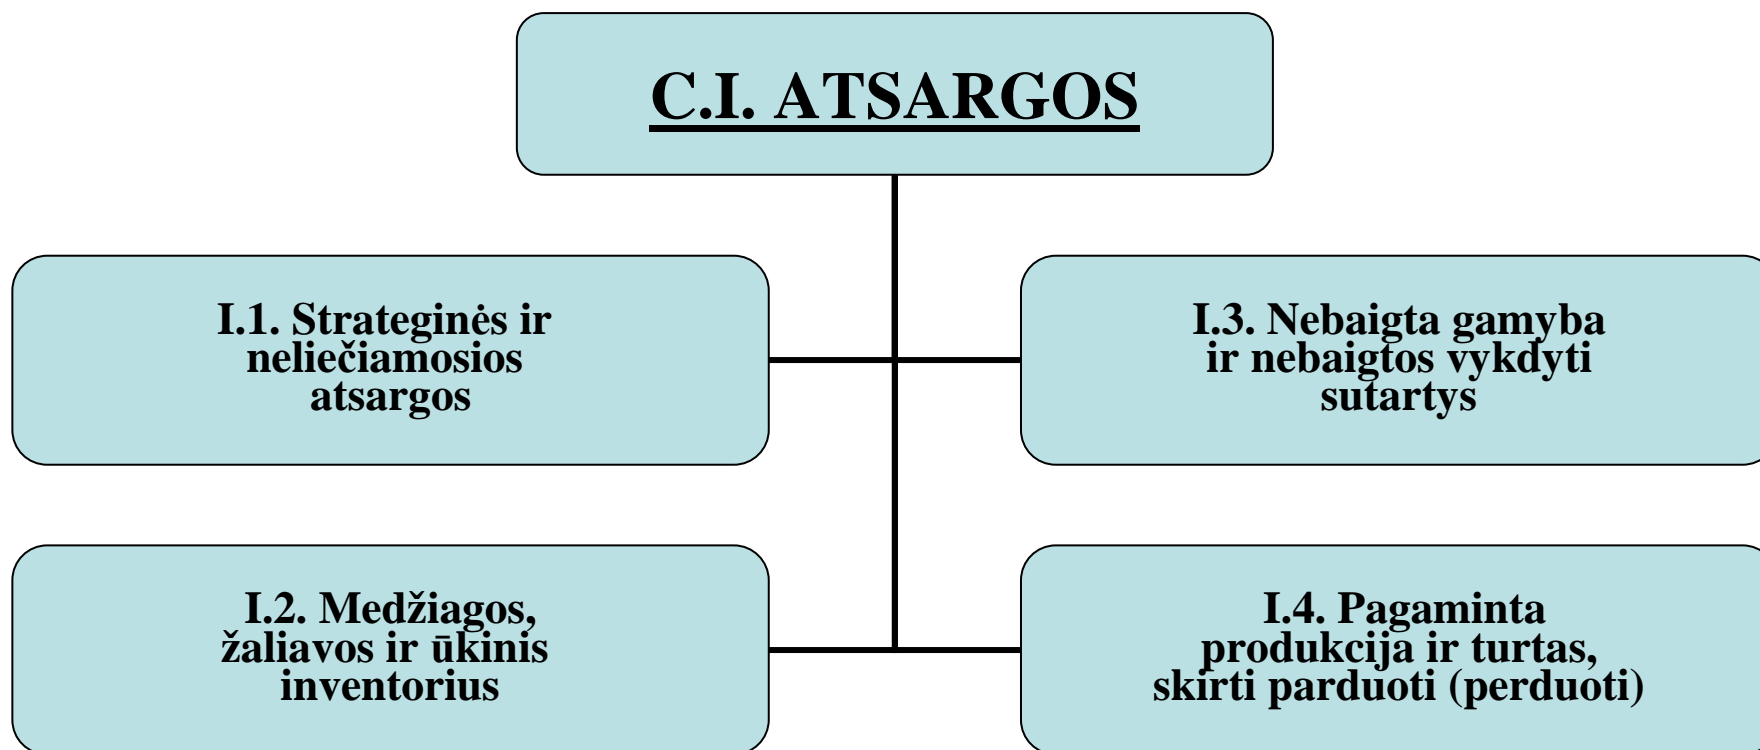 C.I. ATSARGOS
I.1. Strateginės ir
neliečiamosios
atsargos
I.3. Nebaigta gamyba
ir nebaigtos vykdyti
sutartys
I.2. Medžiagos,
žaliavos ir ūkinis
inventorius
I.4. Pagaminta
produkcija ir turtas,
skirti parduoti (perduoti)